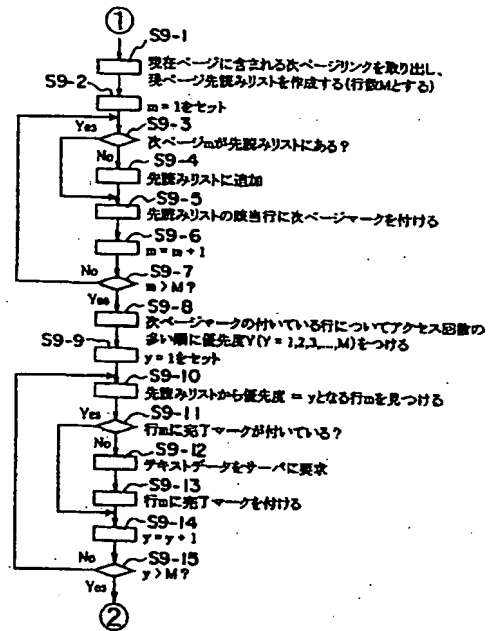 ①
S9-1
現在ページに含まれる次ページリンクを取り出し、
現ページ先読みリストを作成する(行数Mとする)
S9-2
m=1をセット
Yes
S9-3
次ページmが先読みリストにある?
No
S9-4
先読みリストに追加
S9-5
先読みリストの該当行に次ページマークを付ける
S9-6
m=m+1
No
S9-7
m>M?
Yes
S9-8
次ページマークの付いている行についてアクセス回数の
多い順に優先度Y(Y=1,2,3,...,M)をつける
S9-9
y=1をセット
S9-10
先読みリストから優先度=yとなる行mを見つける
Yes
S9-11
行mに完了マークが付いている?
No
S9-12
テキストデータをサーバに要求
S9-13
行mに完了マークを付ける
S9-14
y=y+1
No
S9-15
y>M?
Yes
②